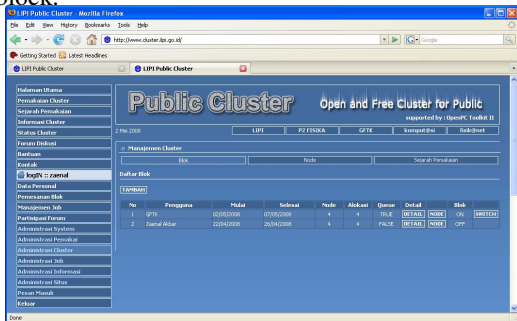 block.
LIPI Public Cluster - Mozilla Firefox
File Edit View History Bookmarks Tools Help
http://www.cluster.lipi.go.id/
Google
Getting Started Latest Headlines
LIPI Public Cluster LIPI Public Cluster
Halaman Utama
Pemakaian Cluster
Sejarah Pemakaian
Informasi Cluster
Status Cluster
Forum Diskusi
Bantuan
Kontak
logIN :: zaenal
Data Personal
Pemesanan Blok
Manajemen Job
Partisipasi Forum
Administrasi System
Administrasi Pemakai
Administrasi Cluster
Administrasi Job
Administrasi Informasi
Administrasi Situs
Pesan Masuk
Keluar
Public Cluster
Open and Free Cluster for Public
supported by : OpenPC Toolkit II
2 Mei 2008 LIPI P2 FISIKA GFTK komput@si fisik@net
Manajemen Cluster
Blok Node Sejarah Pemakaian
Daftar Blok
TAMBAH
No Pengguna Mulai Selesai Node Alokasi Queue Detail Blok
1 GFTK 02/05/2008 07/05/2008 4 4 TRUE DETAIL NODE ON SWITCH
2 Zaenal Akbar 22/04/2008 26/04/2008 4 4 FALSE DETAIL NODE OFF
Done